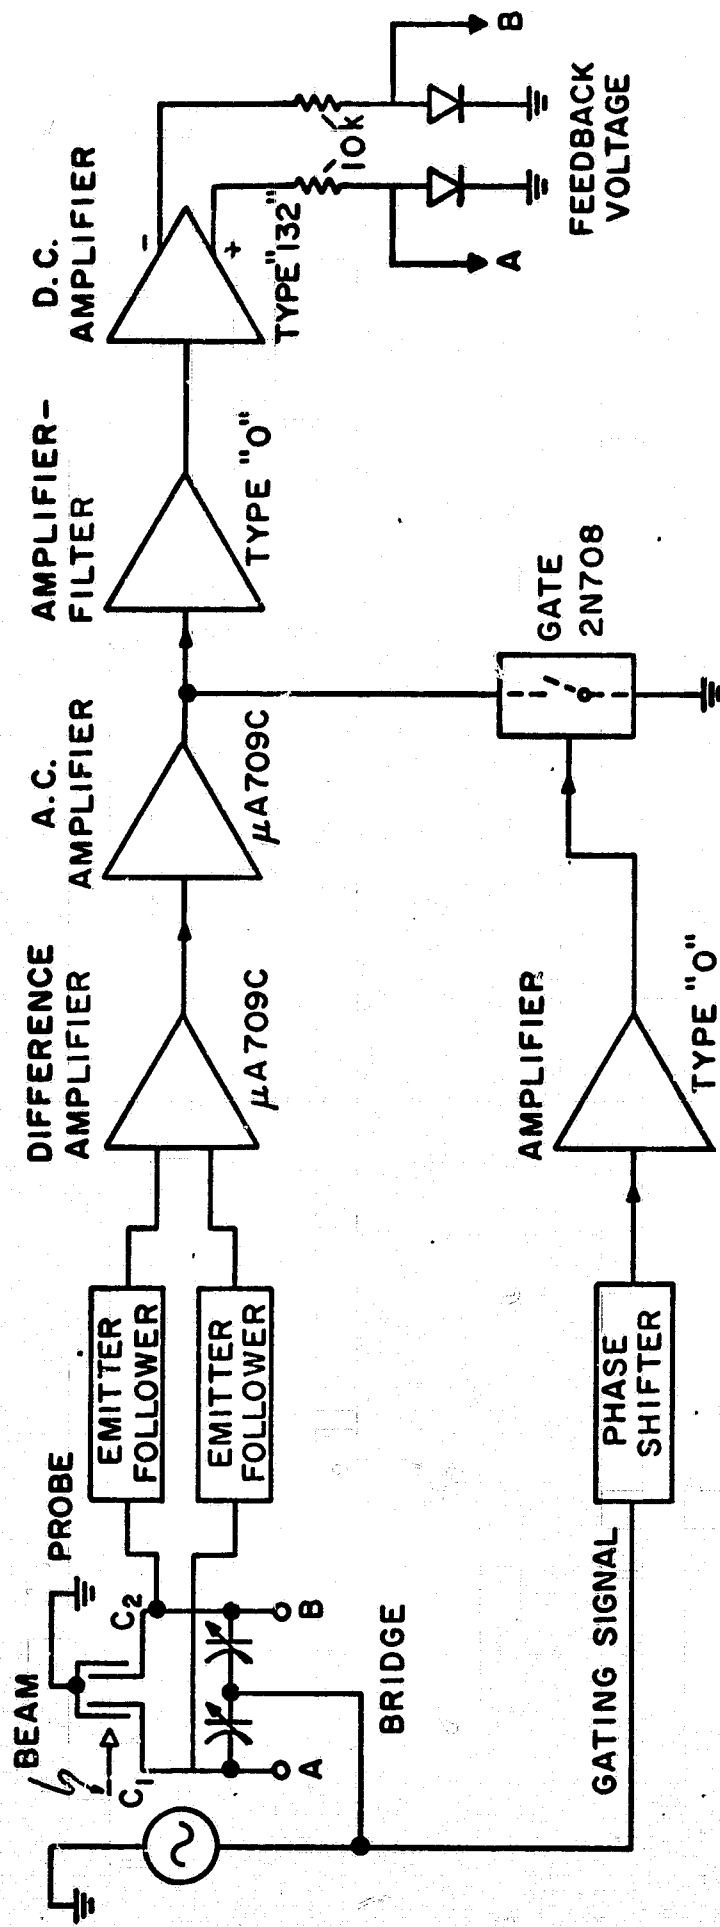 BEAM
PROBE
C1
C2
A
B
BRIDGE
EMITTER
FOLLOWER
EMITTER
FOLLOWER
DIFFERENCE
AMPLIFIER
μA709C
A.C.
AMPLIFIER
μA709C
AMPLIFIER-
FILTER
TYPE "O"
D.C.
AMPLIFIER
-
+
TYPE "132"
10k
A
B
FEEDBACK
VOLTAGE
GATING SIGNAL
PHASE
SHIFTER
AMPLIFIER
TYPE "O"
GATE
2N708